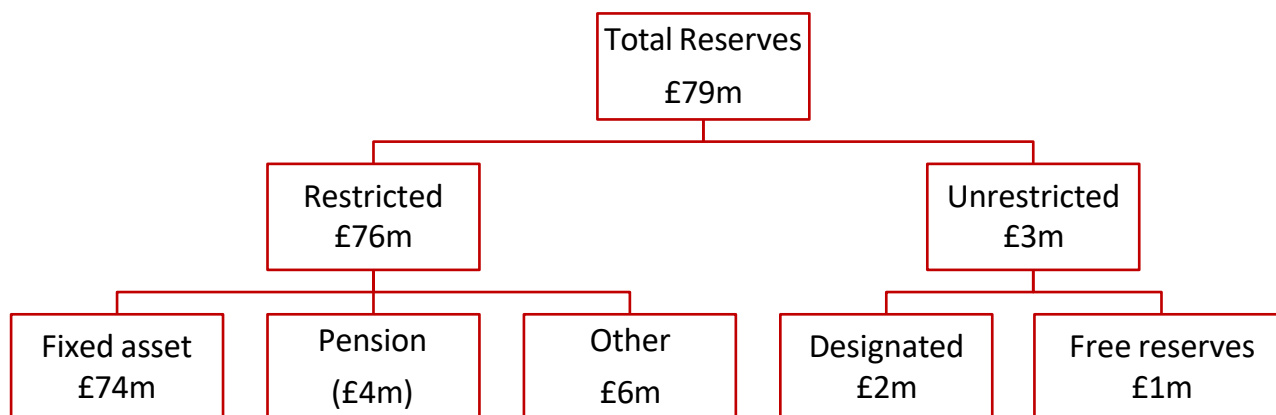 Total Reserves
£79m
Restricted
£76m
Unrestricted
£3m
Fixed asset
£74m
Pension
(£4m)
Other
£6m
Designated
£2m
Free reserves
£1m